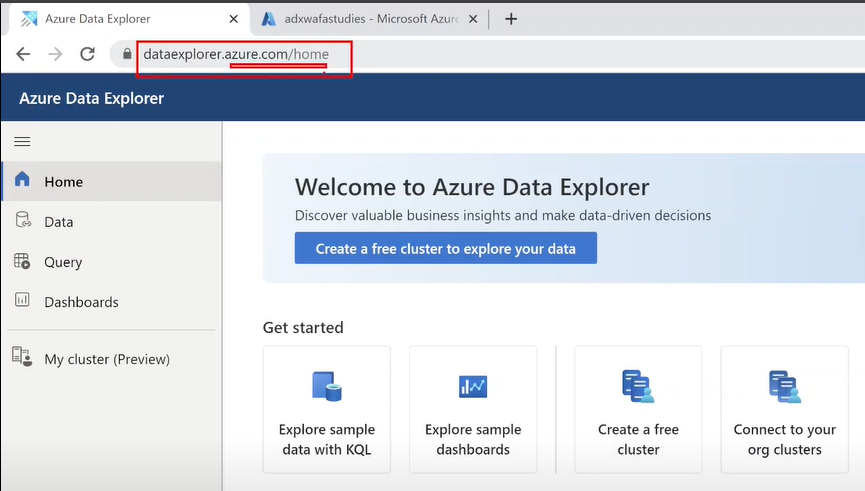 Azure Data Explorer
adxwafastudies - Microsoft Azure
dataexplorer.azure.com/home
Azure Data Explorer
Home
Data
Query
Dashboards
My cluster (Preview)
Welcome to Azure Data Explorer
Discover valuable business insights and make data-driven decisions
Create a free cluster to explore your data
Get started
Explore sample
data with KQL
Explore sample
dashboards
Create a free
cluster
Connect to your
org clusters